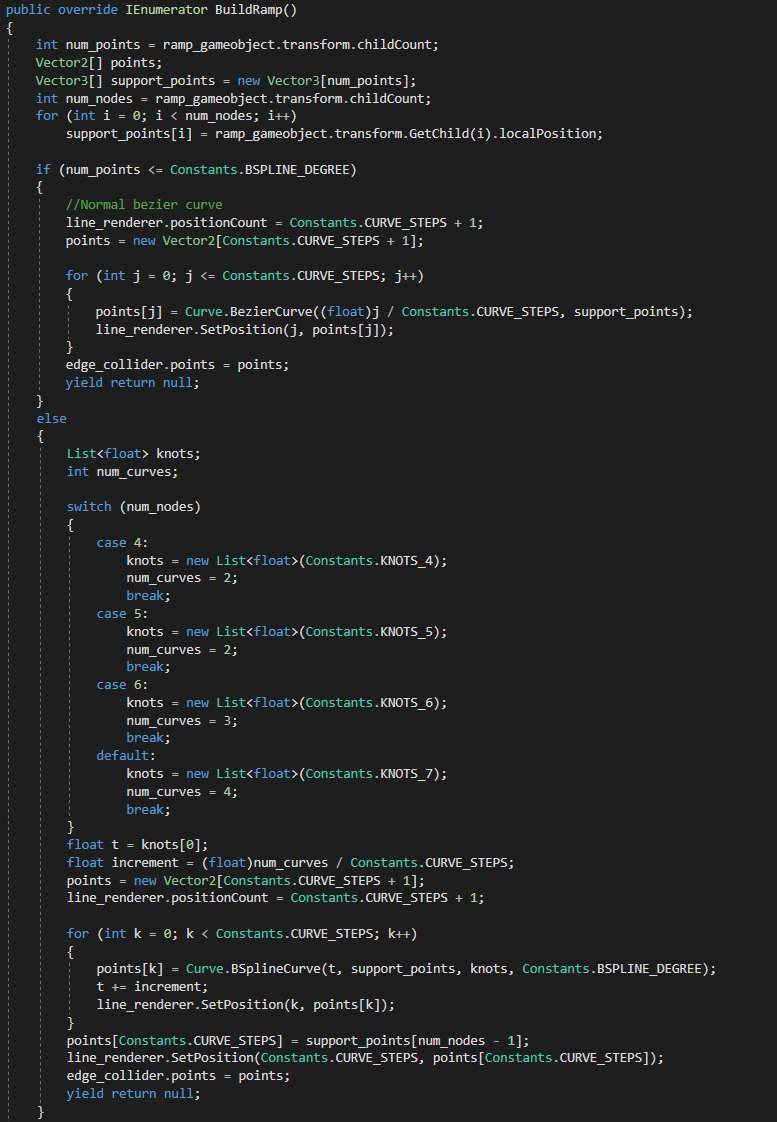 public override IEnumerator BuildRamp()
{
    int num_points = ramp_gameobject.transform.childCount;
    Vector2[] points;
    Vector3[] support_points = new Vector3[num_points];
    int num_nodes = ramp_gameobject.transform.childCount;
    for (int i = 0; i < num_nodes; i++)
        support_points[i] = ramp_gameobject.transform.GetChild(i).localPosition;

    if (num_points <= Constants.BSPLINE_DEGREE)
    {
        //Normal bezier curve
        line_renderer.positionCount = Constants.CURVE_STEPS + 1;
        points = new Vector2[Constants.CURVE_STEPS + 1];

        for (int j = 0; j <= Constants.CURVE_STEPS; j++)
        {
            points[j] = Curve.BezierCurve((float)j / Constants.CURVE_STEPS, support_points);
            line_renderer.SetPosition(j, points[j]);
        }
        edge_collider.points = points;
        yield return null;
    }
    else
    {
        List<float> knots;
        int num_curves;

        switch (num_nodes)
        {
            case 4:
                knots = new List<float>(Constants.KNOTS_4);
                num_curves = 2;
                break;
            case 5:
                knots = new List<float>(Constants.KNOTS_5);
                num_curves = 2;
                break;
            case 6:
                knots = new List<float>(Constants.KNOTS_6);
                num_curves = 3;
                break;
            default:
                knots = new List<float>(Constants.KNOTS_7);
                num_curves = 4;
                break;
        }
        float t = knots[0];
        float increment = (float)num_curves / Constants.CURVE_STEPS;
        points = new Vector2[Constants.CURVE_STEPS + 1];
        line_renderer.positionCount = Constants.CURVE_STEPS + 1;

        for (int k = 0; k < Constants.CURVE_STEPS; k++)
        {
            points[k] = Curve.BSplineCurve(t, support_points, knots, Constants.BSPLINE_DEGREE);
            t += increment;
            line_renderer.SetPosition(k, points[k]);
        }
        points[Constants.CURVE_STEPS] = support_points[num_nodes - 1];
        line_renderer.SetPosition(Constants.CURVE_STEPS, points[Constants.CURVE_STEPS]);
        edge_collider.points = points;
        yield return null;
    }